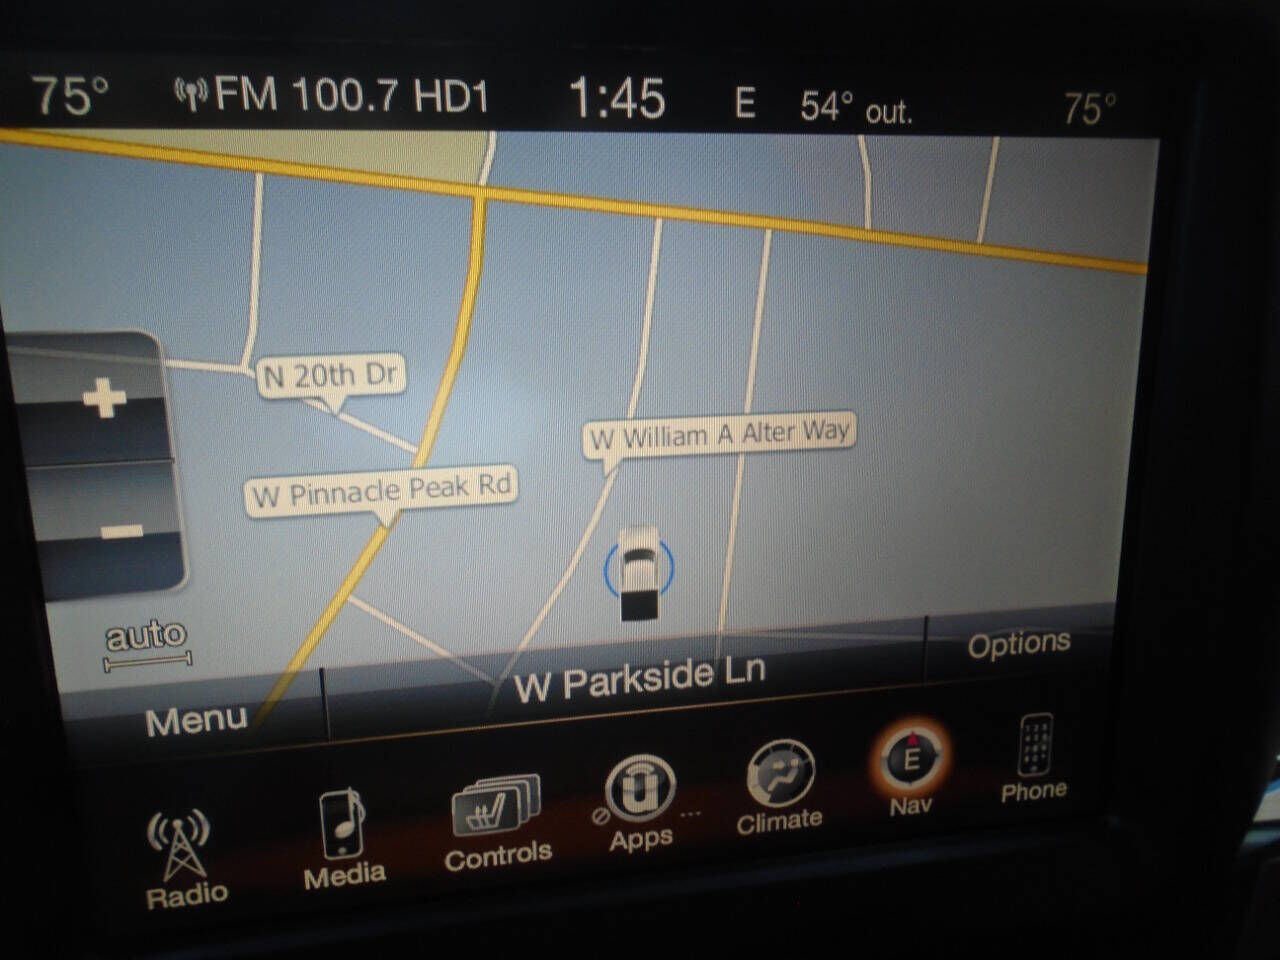 75° FM 100.7 HD1 1:45 E 54° out. 75°
N 20th Dr
W William A Alter Way
W Pinnacle Peak Rd
auto
Menu W Parkside Ln Options
Radio Media Controls Apps Climate E Nav Phone